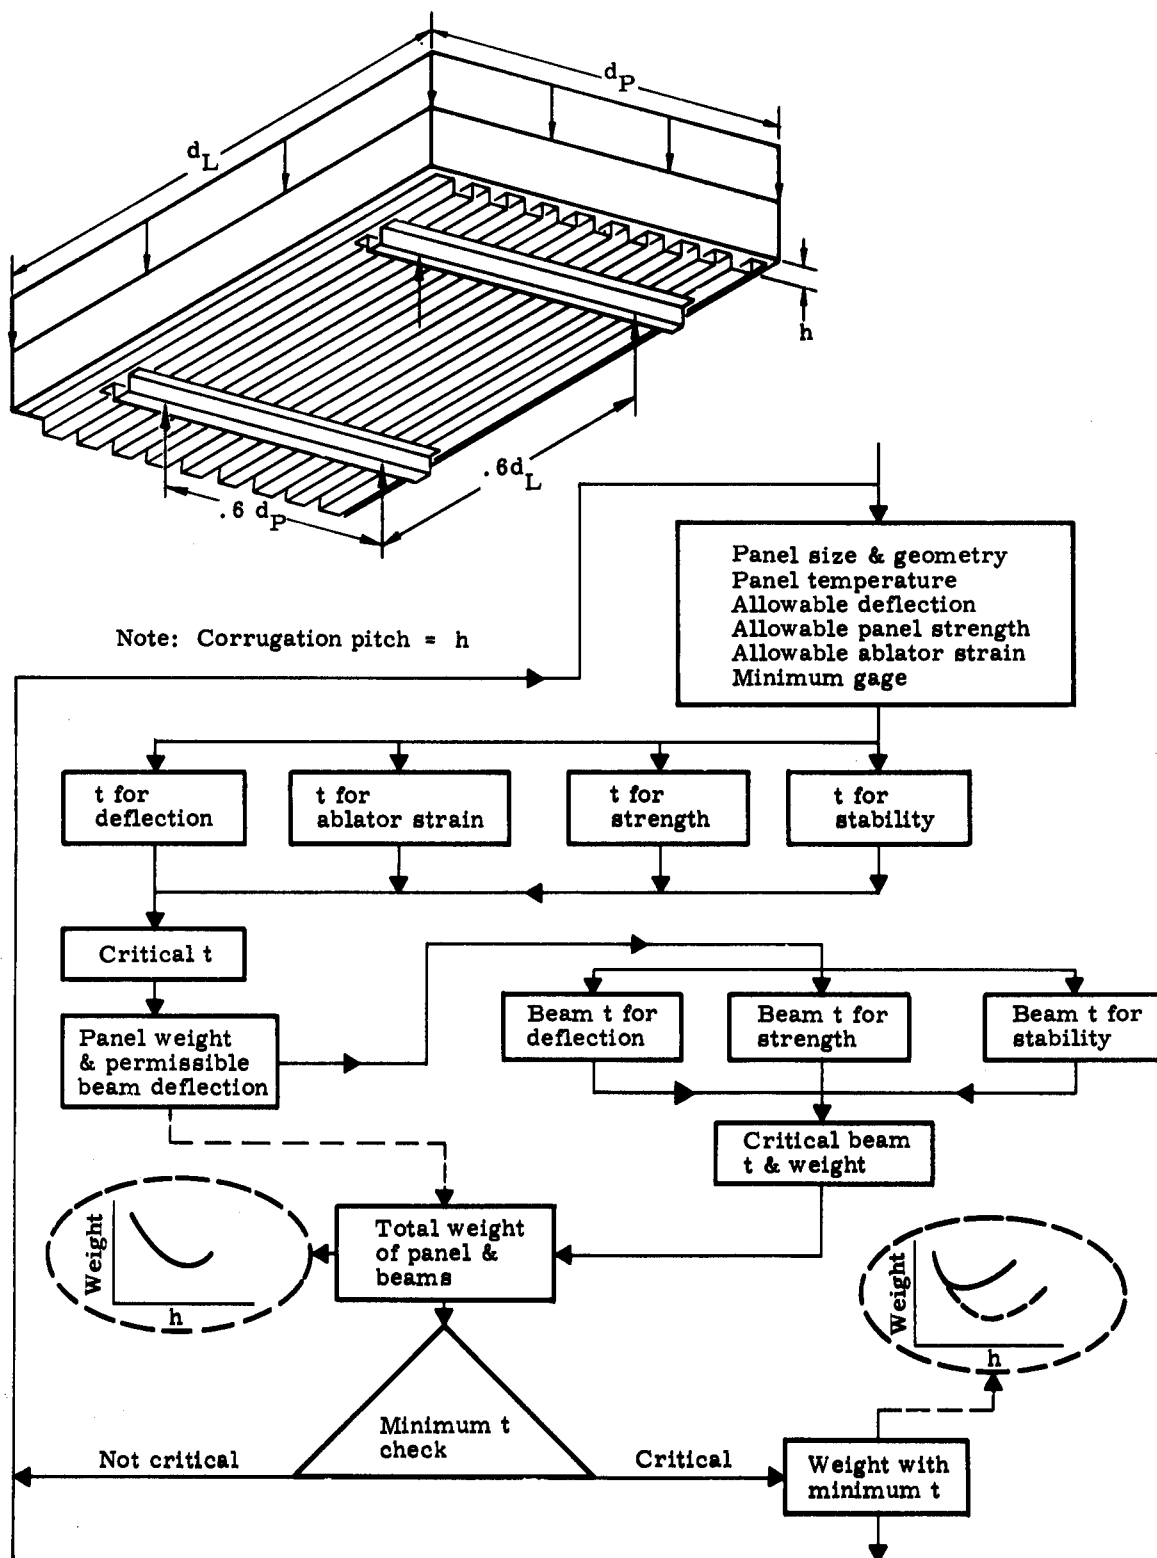 d_P
d_L
h
.6 d_L
.6 d_P
Note: Corrugation pitch = h
Panel size & geometry
Panel temperature
Allowable deflection
Allowable panel strength
Allowable ablator strain
Minimum gage
t for
deflection
t for
ablator strain
t for
strength
t for
stability
Critical t
Panel weight
& permissible
beam deflection
Beam t for
deflection
Beam t for
strength
Beam t for
stability
Critical beam
t & weight
Total weight
of panel &
beams
Weight
h
Weight
h
Minimum t
check
Not critical
Critical
Weight with
minimum t